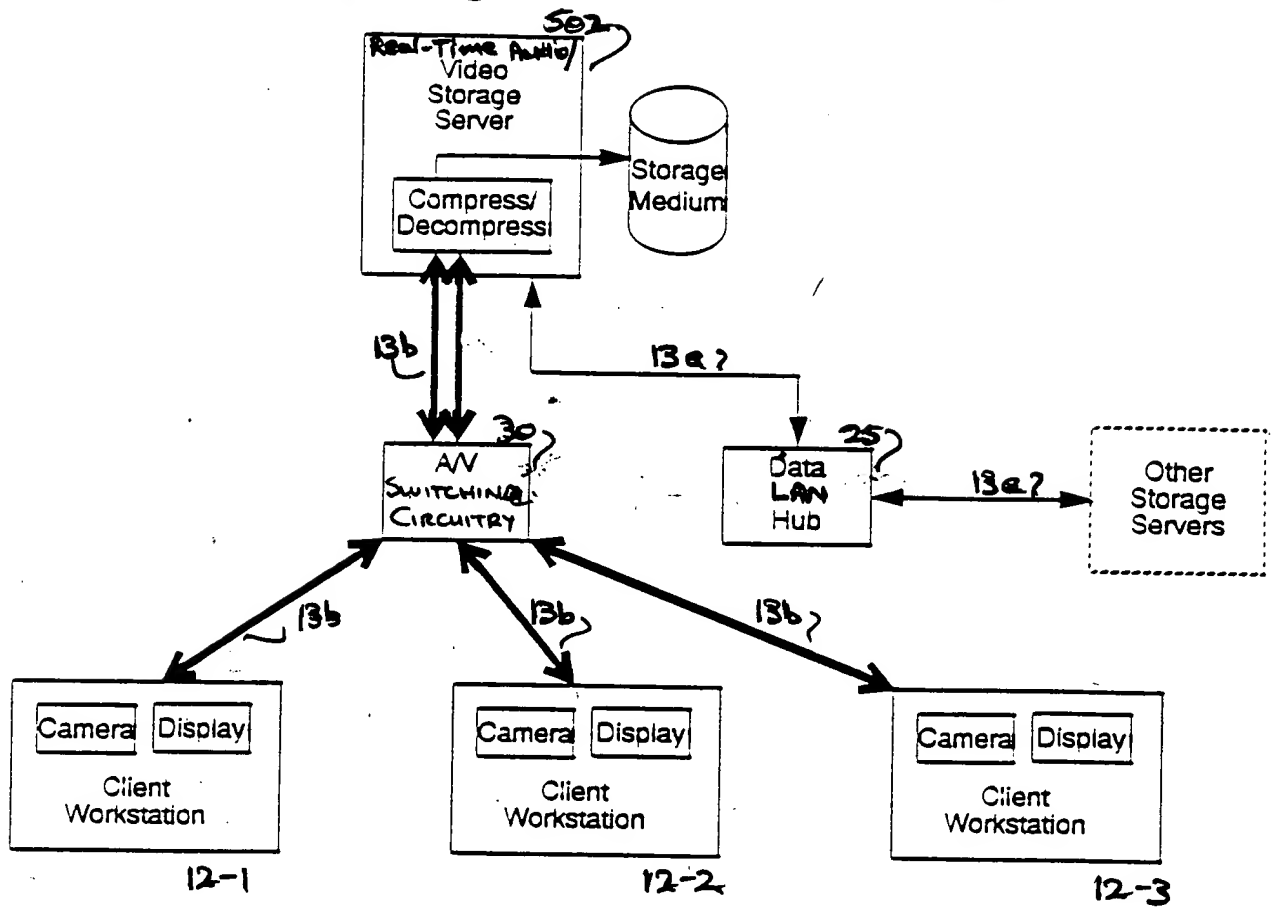 502
Real-Time Audio/
Video
Storage
Server
Compress/
Decompress
Storage
Medium
13b
13a?
30
A/V
SWITCHING
CIRCUITRY
25
Data
LAN
Hub
13a?
Other
Storage
Servers
13b
13b
13b
Camera
Display
Client
Workstation
12-1
Camera
Display
Client
Workstation
12-2
Camera
Display
Client
Workstation
12-3